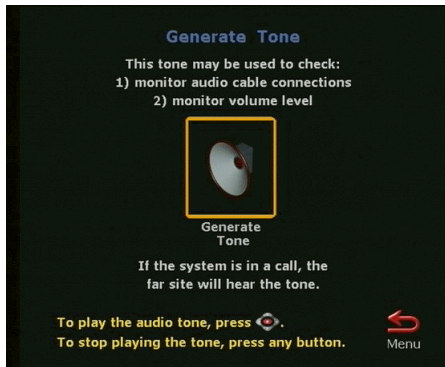 Generate Tone
This tone may be used to check:
1) monitor audio cable connections
2) monitor volume level
Generate
Tone
If the system is in a call, the
far site will hear the tone.
To play the audio tone, press .
To stop playing the tone, press any button.
Menu